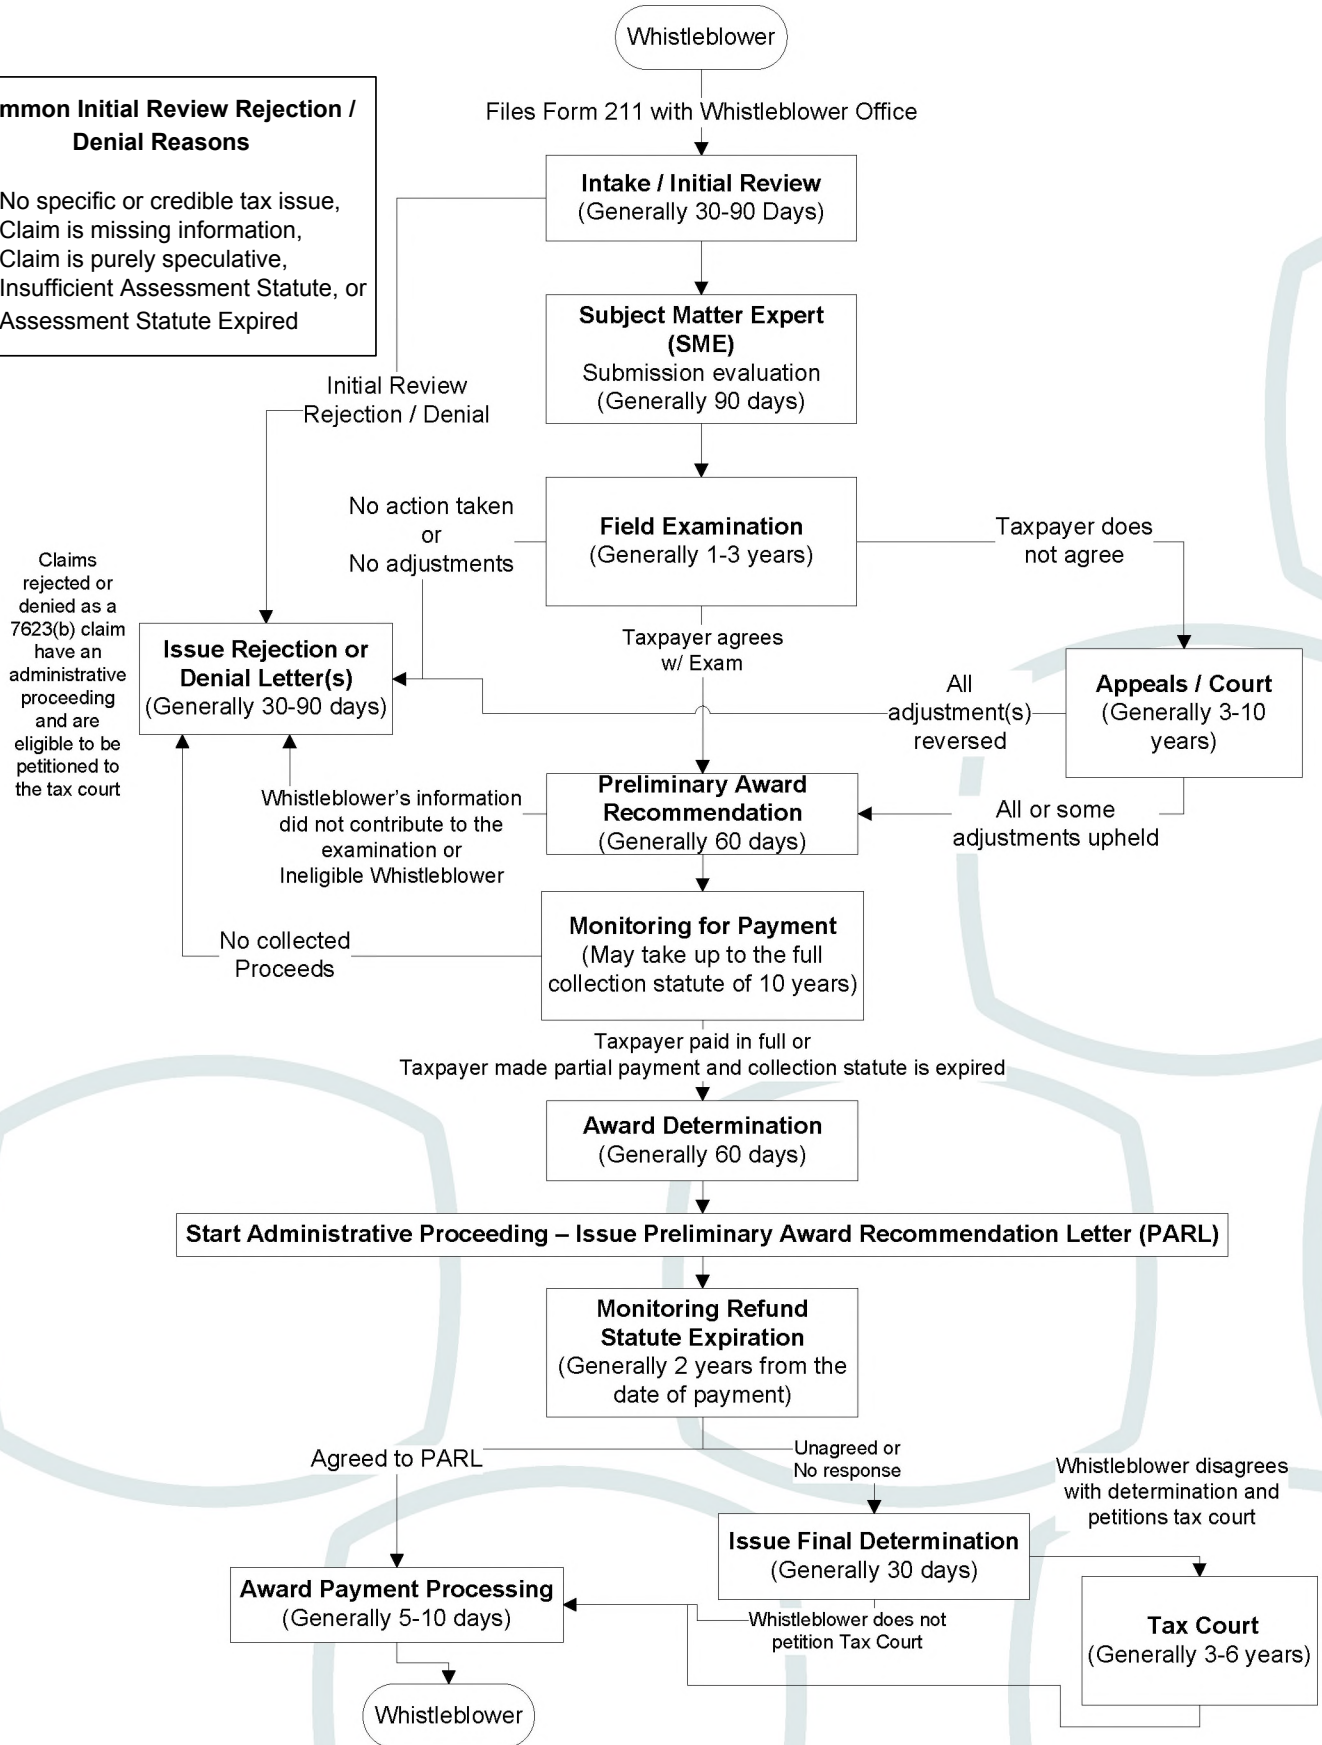 Whistleblower
Files Form 211 with Whistleblower Office
mmon Initial Review Rejection /
Denial Reasons
No specific or credible tax issue,
Claim is missing information,
Claim is purely speculative,
Insufficient Assessment Statute, or
Assessment Statute Expired
Intake / Initial Review
(Generally 30-90 Days)
Subject Matter Expert
(SME)
Submission evaluation
(Generally 90 days)
Initial Review
Rejection / Denial
Field Examination
(Generally 1-3 years)
No action taken
or
No adjustments
Taxpayer does
not agree
Claims
rejected or
denied as a
7623(b) claim
have an
administrative
proceeding
and are
eligible to be
petitioned to
the tax court
Issue Rejection or
Denial Letter(s)
(Generally 30-90 days)
Taxpayer agrees
w/ Exam
All
adjustment(s)
reversed
Appeals / Court
(Generally 3-10
years)
Preliminary Award
Recommendation
(Generally 60 days)
Whistleblower's information
did not contribute to the
examination or
Ineligible Whistleblower
All or some
adjustments upheld
Monitoring for Payment
(May take up to the full
collection statute of 10 years)
No collected
Proceeds
Taxpayer paid in full or
Taxpayer made partial payment and collection statute is expired
Award Determination
(Generally 60 days)
Start Administrative Proceeding – Issue Preliminary Award Recommendation Letter (PARL)
Monitoring Refund
Statute Expiration
(Generally 2 years from the
date of payment)
Agreed to PARL
Unagreed or
No response
Whistleblower disagrees
with determination and
petitions tax court
Issue Final Determination
(Generally 30 days)
Award Payment Processing
(Generally 5-10 days)
Whistleblower does not
petition Tax Court
Tax Court
(Generally 3-6 years)
Whistleblower